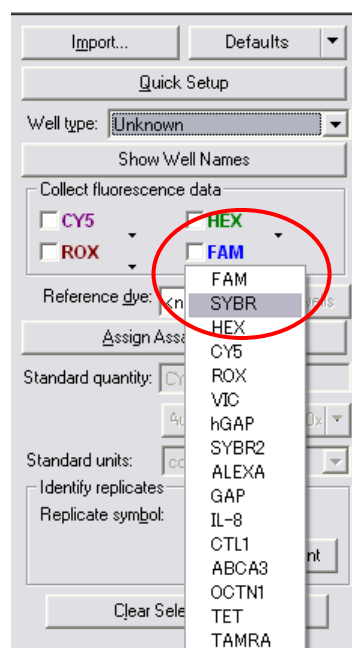 Import... Defaults
Quick Setup
Well type: Unknown
Show Well Names
Collect fluorescence data
CY5 HEX
ROX FAM
FAM
Reference dye: SYBR
HEX
Assign
CY5
Standard quantity: ROX
VIC
hGAP
SYBR2
Standard units: ALEXA
Identify replicates GAP
Replicate symbol: IL-8
CTL1
ABCA3
OCTN1
Clear TET
TAMRA